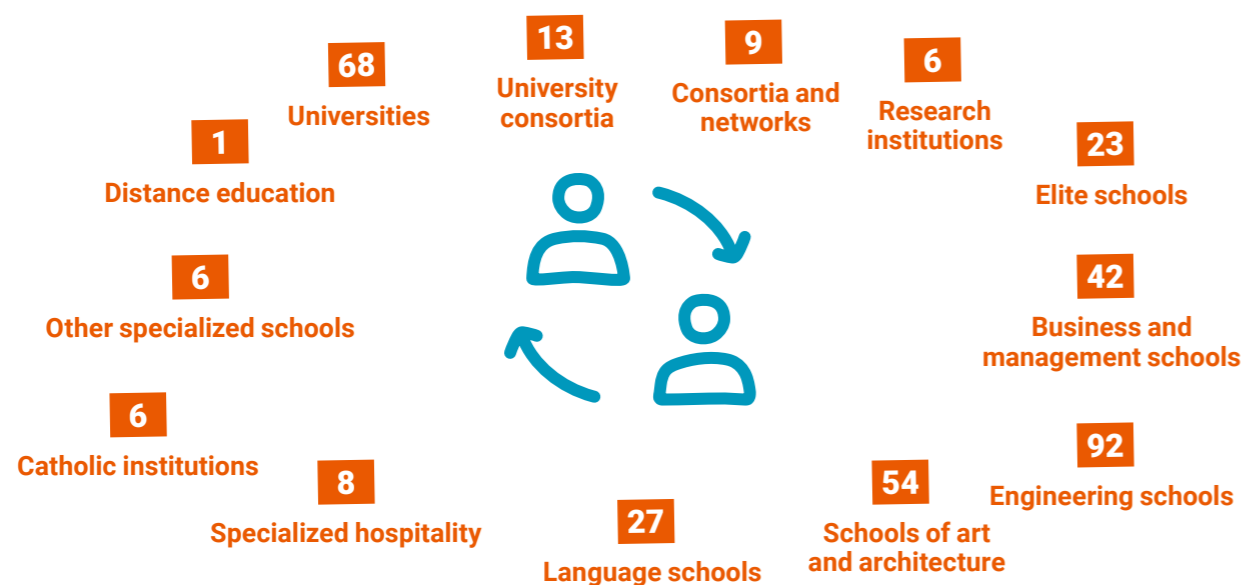 68
Universities
13
University
consortia
9
Consortia and
networks
6
Research
institutions
23
Elite schools
42
Business and
management schools
92
Engineering schools
54
Schools of art
and architecture
27
Language schools
8
Specialized hospitality
6
Catholic institutions
6
Other specialized schools
1
Distance education